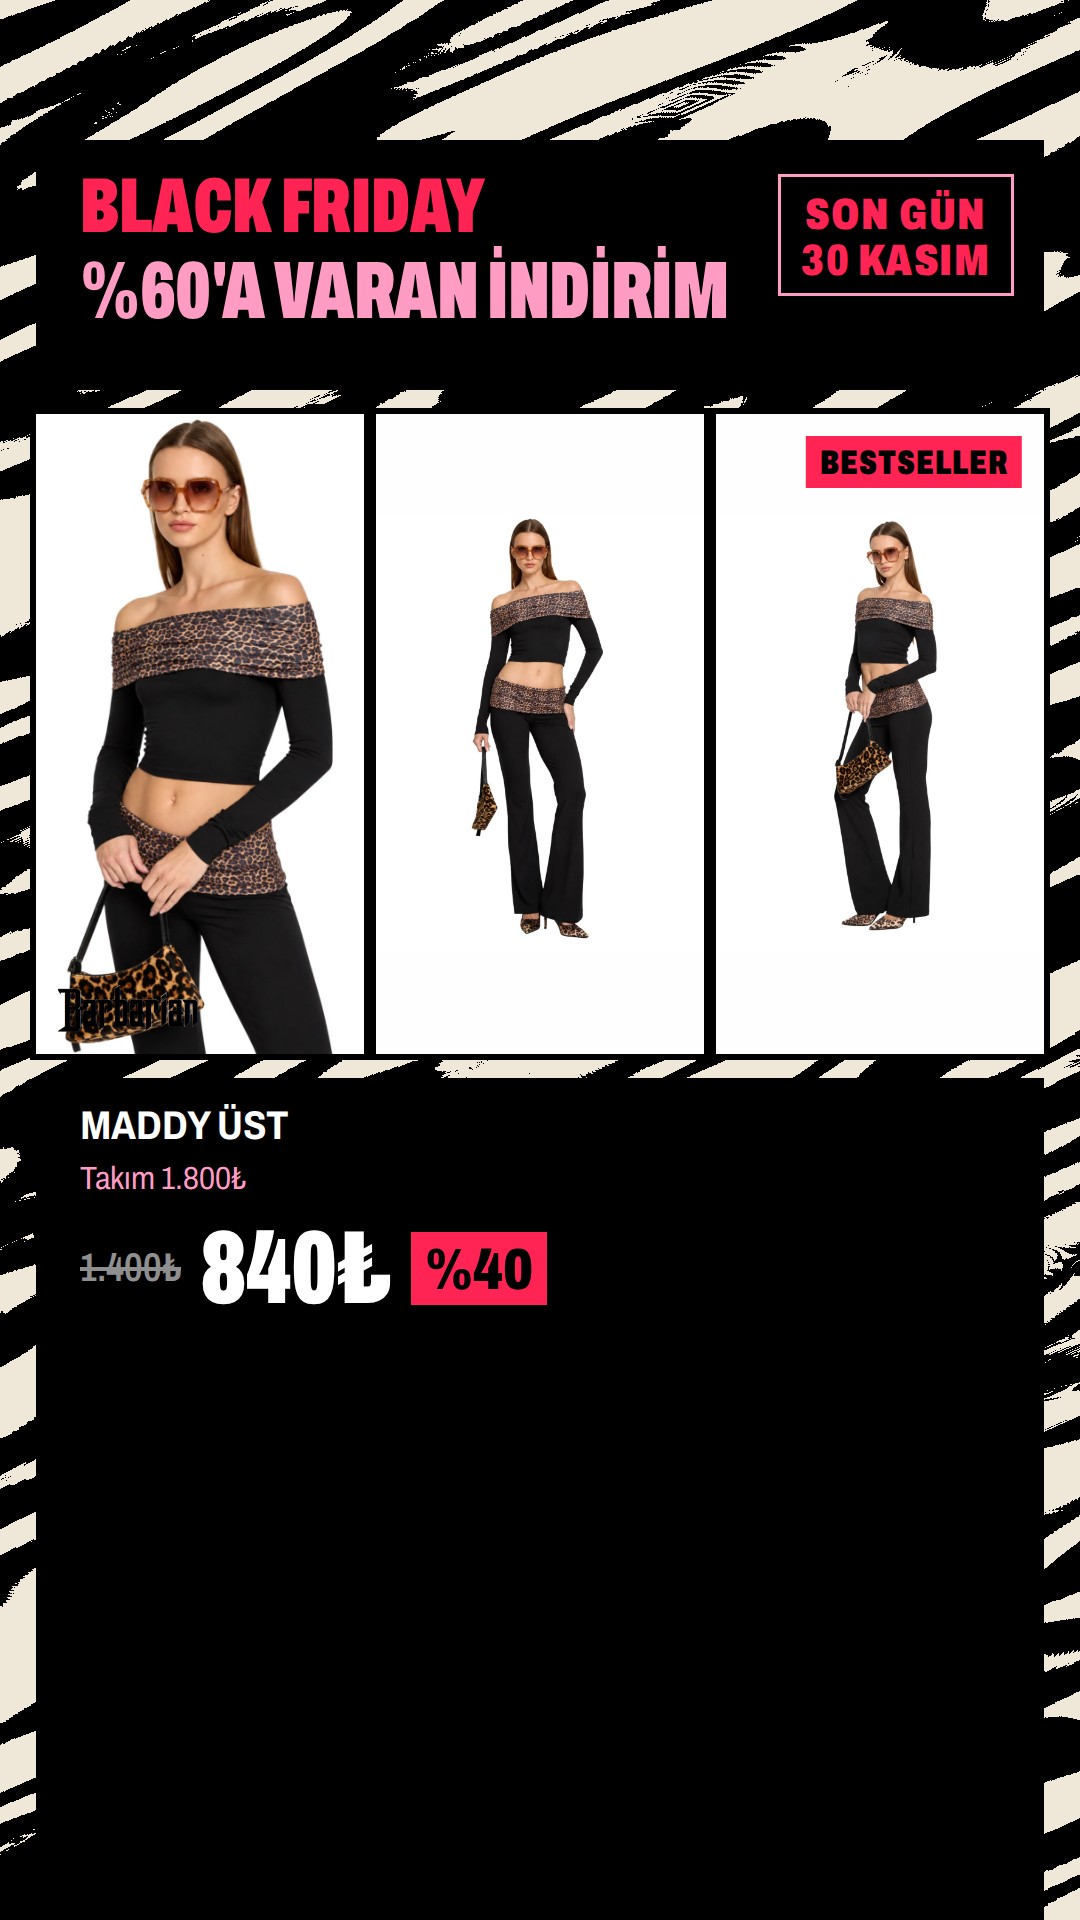 BLACK FRIDAY
%60'A VARAN İNDİRİM
SON GÜN
30 KASIM
BESTSELLER
Barbarian
MADDY ÜST
Takım 1.800₺
1.400₺ 840₺ %40